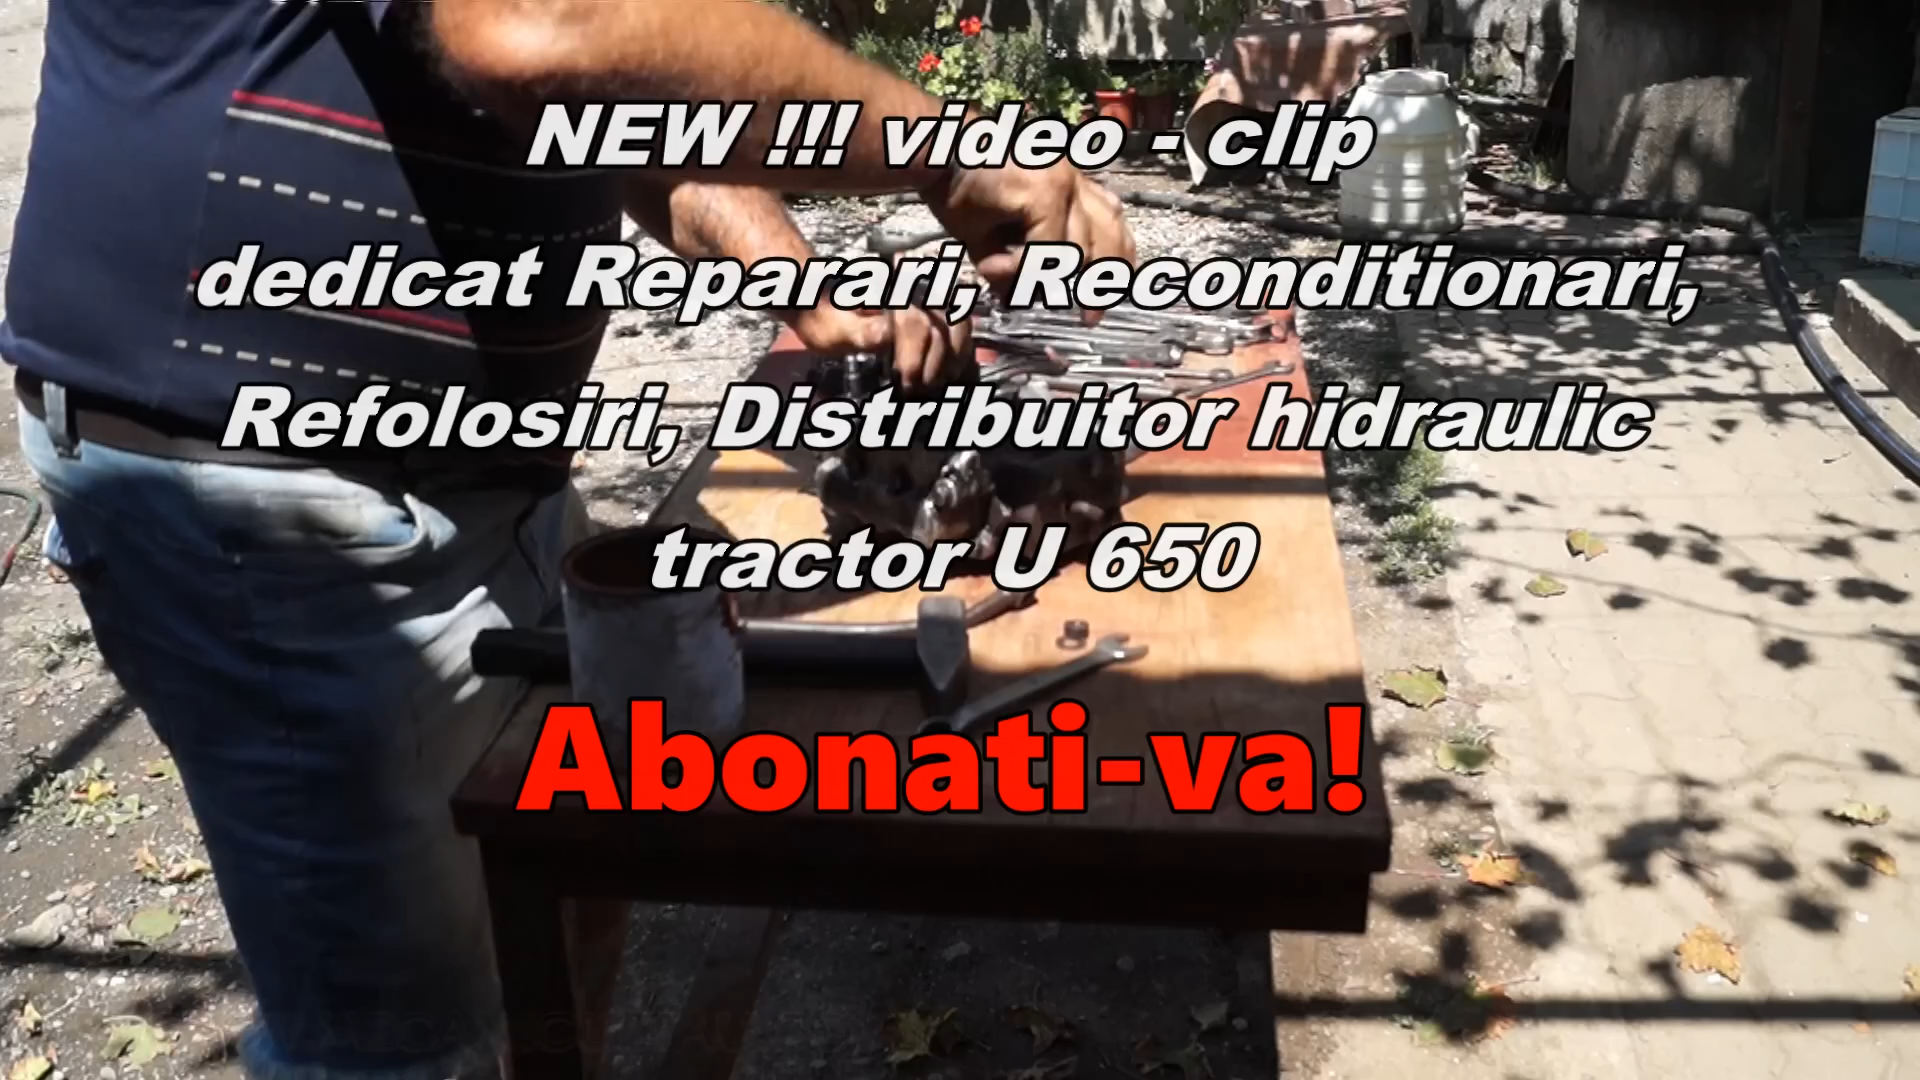 NEW !!! video - clip
dedicat Reparari, Reconditionari,
Refolosiri, Distribuitor hidraulic
tractor U 650
Abonati-va!